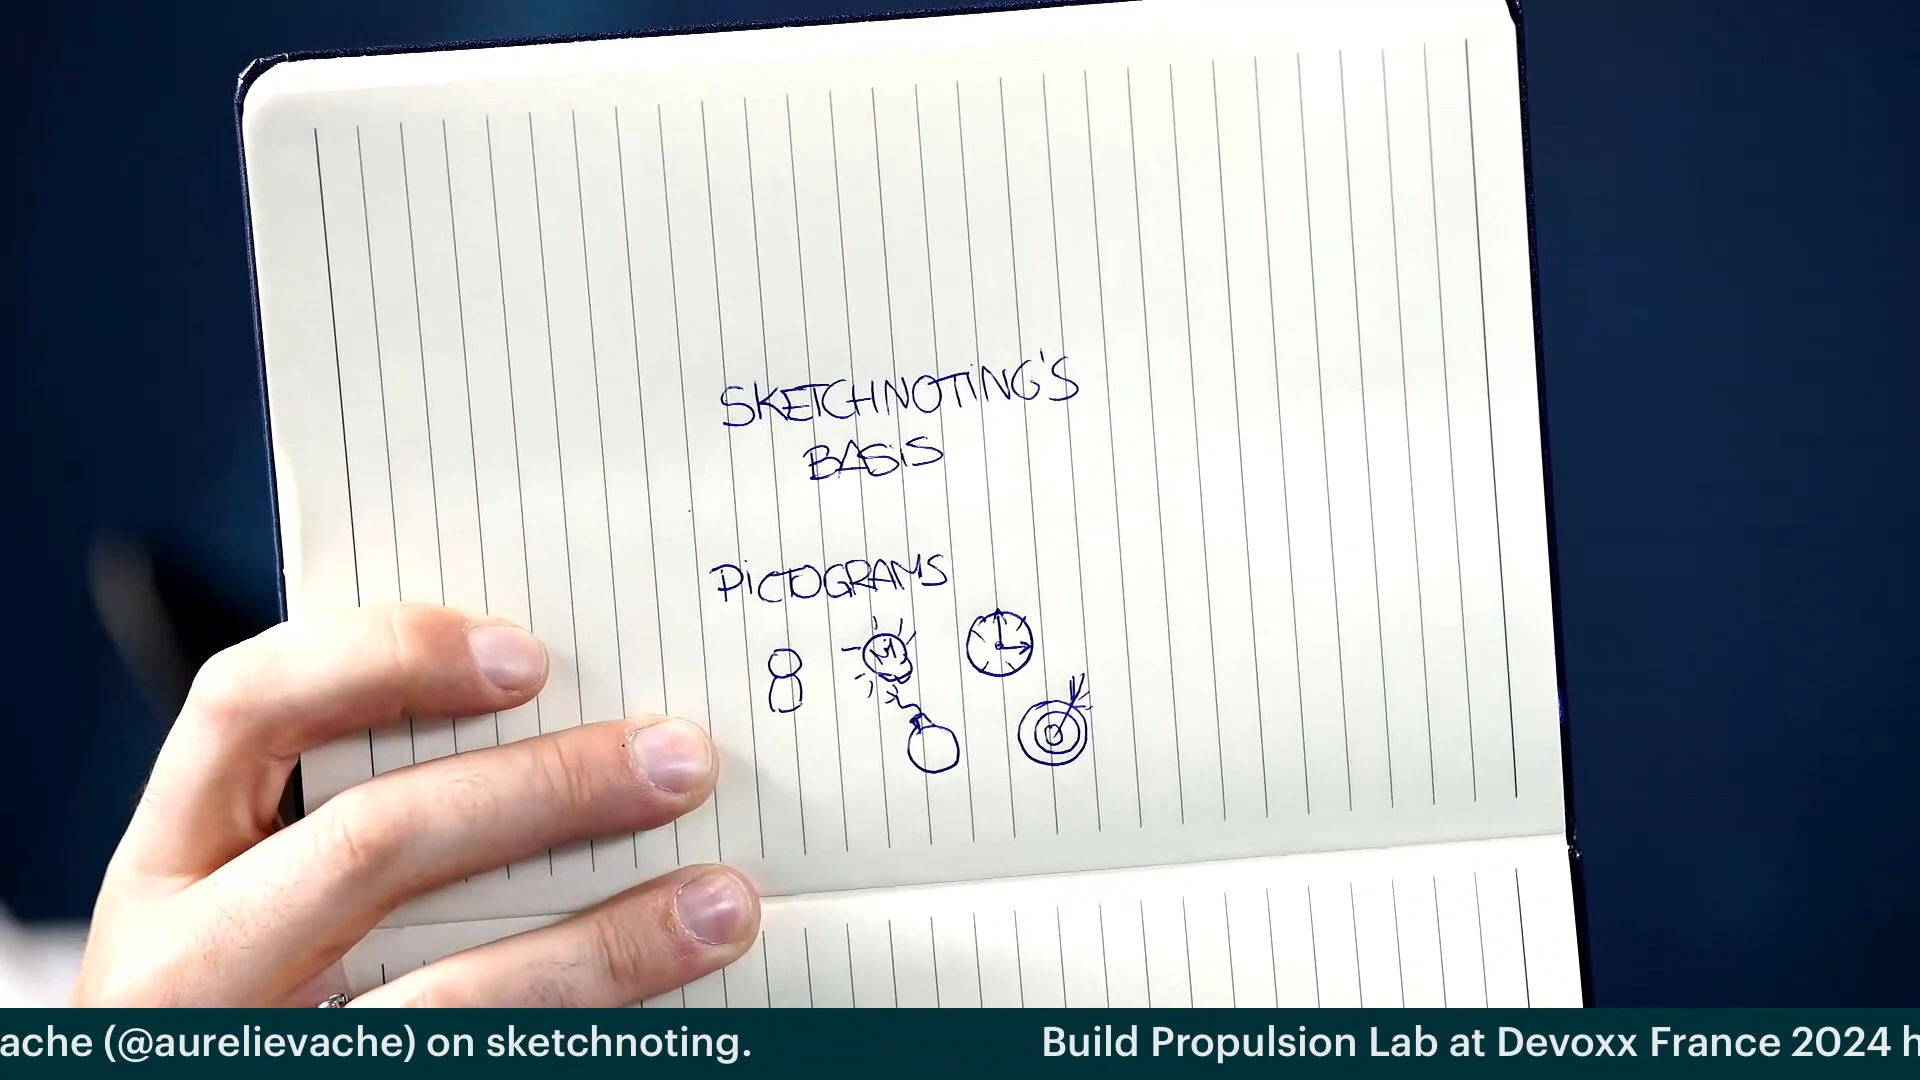 SKETCHNOTING'S
BASiS
PiCTOGRAMS
ache (@aurelievache) on sketchnoting.
Build Propulsion Lab at Devoxx France 2024 h